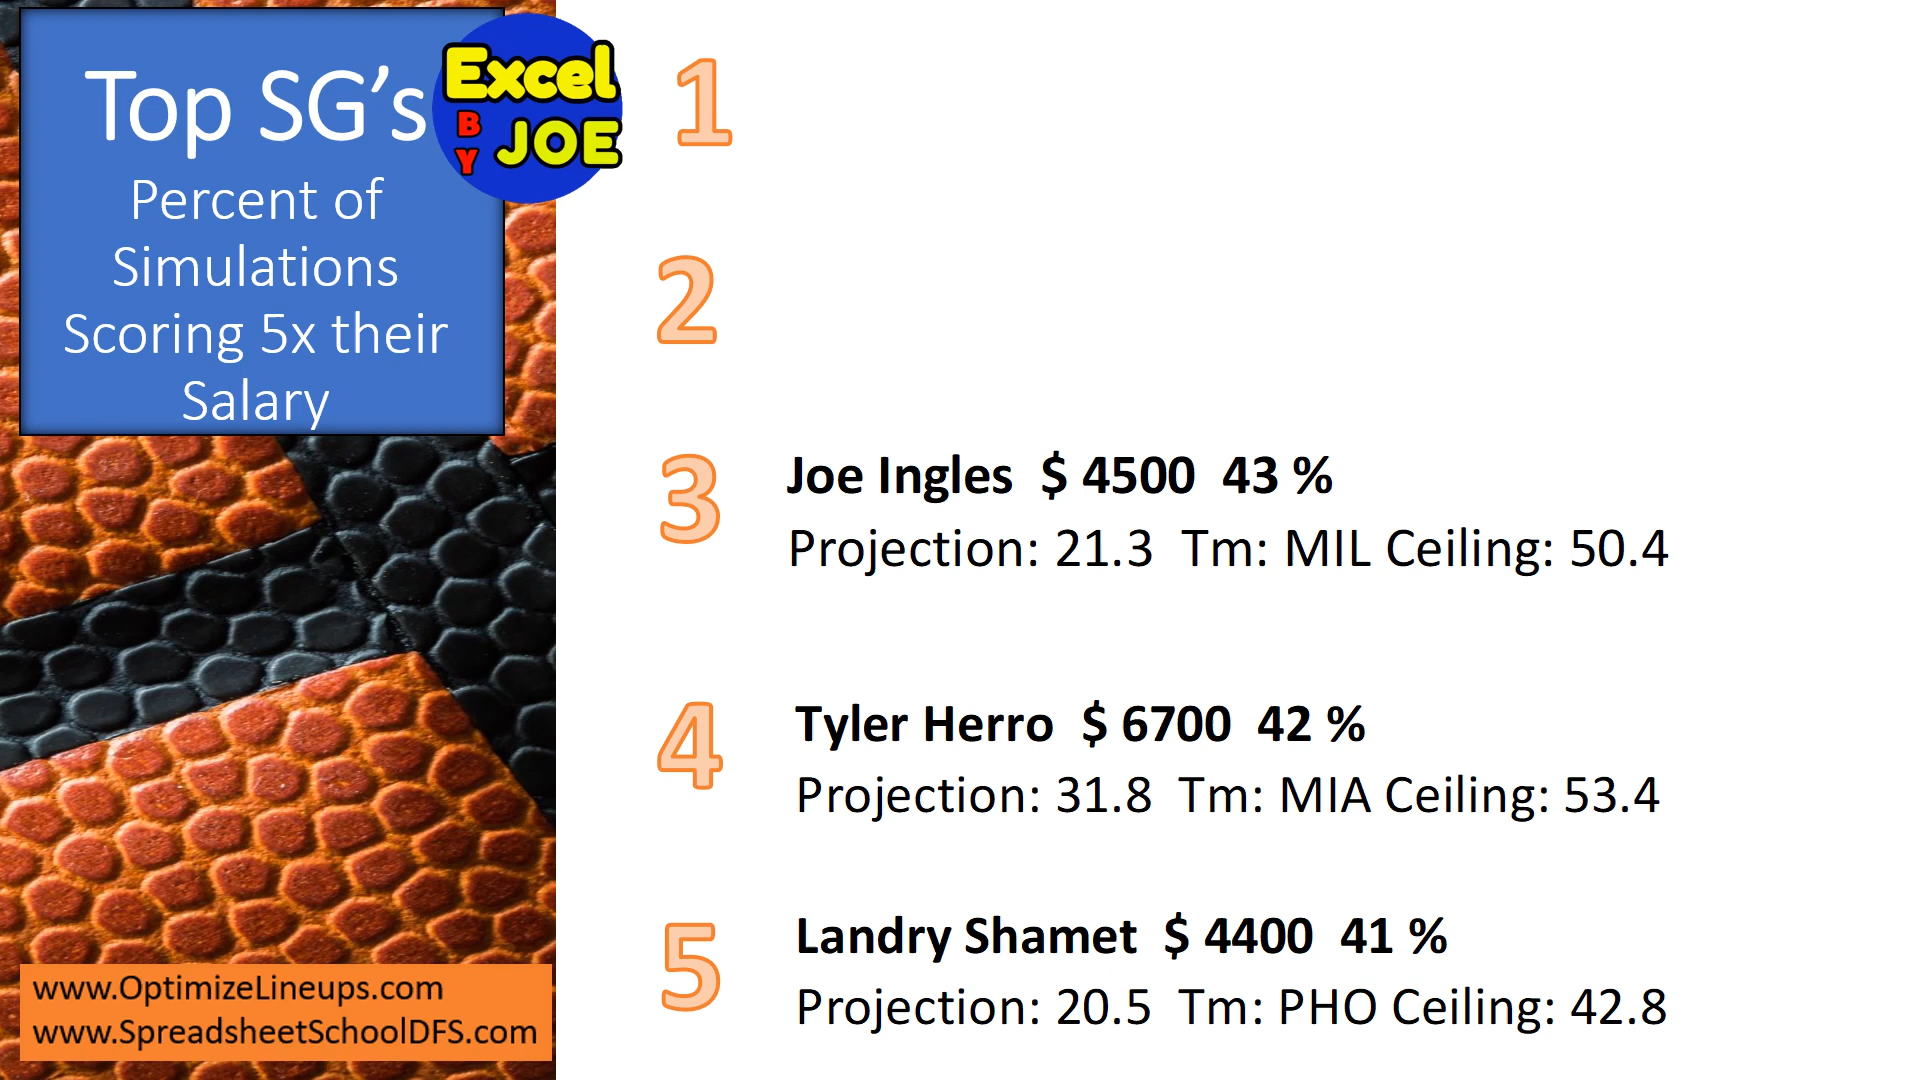 Top SG’s
Percent of
Simulations
Scoring 5x their
Salary
Excel
BY JOE
1
2
3
Joe Ingles $ 4500 43 %
Projection: 21.3 Tm: MIL Ceiling: 50.4
4
Tyler Herro $ 6700 42 %
Projection: 31.8 Tm: MIA Ceiling: 53.4
5
Landry Shamet $ 4400 41 %
Projection: 20.5 Tm: PHO Ceiling: 42.8
www.OptimizeLineups.com
www.SpreadsheetSchoolDFS.com